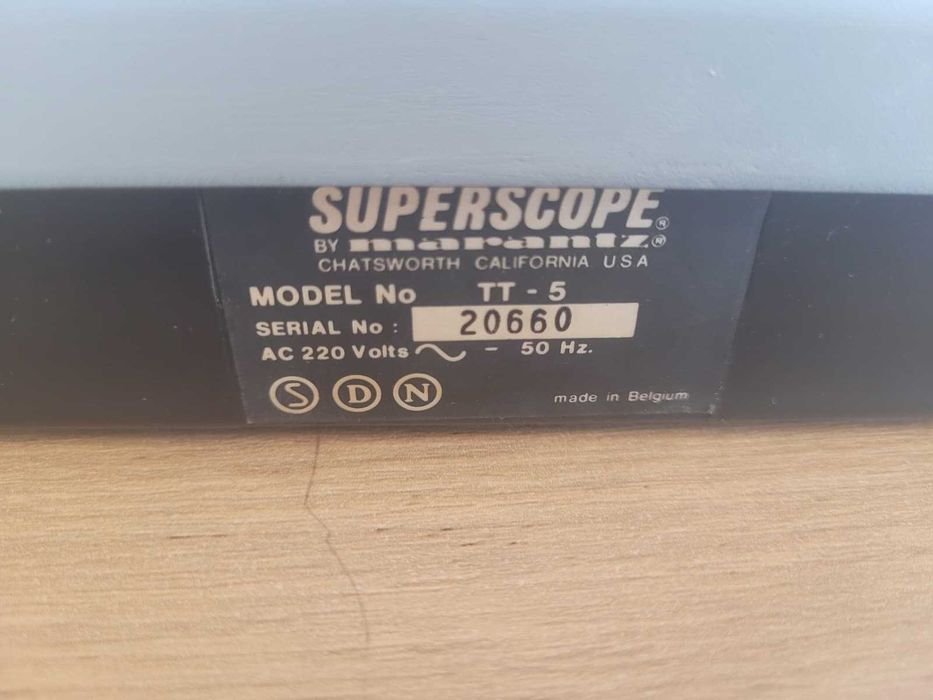 SUPERSCOPE®
BY marantz®
CHATSWORTH CALIFORNIA USA
MODEL No TT - 5
SERIAL No : 20660
AC 220 Volts ~ - 50 Hz.
S D N made in Belgium